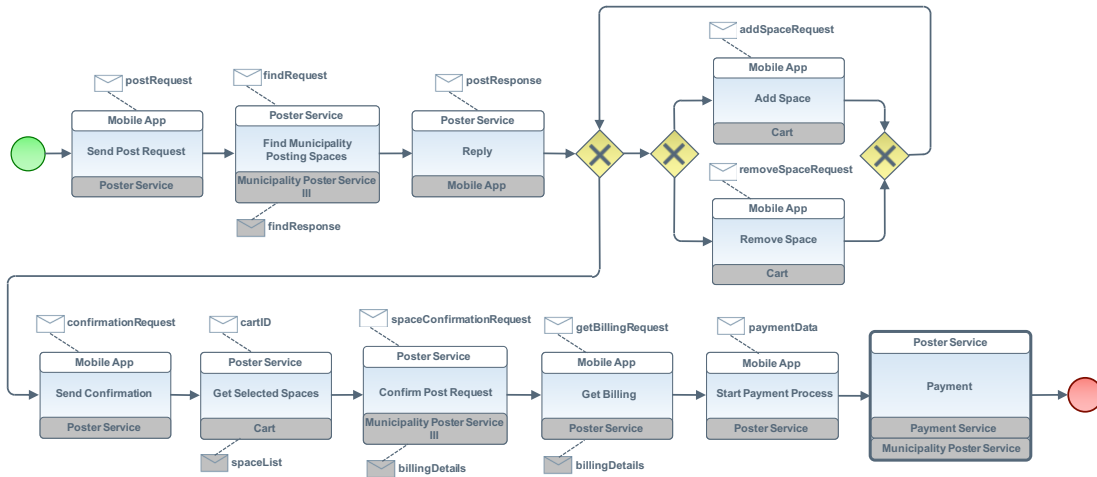 addSpaceRequest
Mobile App
Add Space
Cart
postRequest
Mobile App
Send Post Request
Poster Service
findRequest
Poster Service
Find Municipality
Posting Spaces
Municipality Poster Service
III
findResponse
postResponse
Poster Service
Reply
Mobile App
removeSpaceRequest
Mobile App
Remove Space
Cart
confirmationRequest
Mobile App
Send Confirmation
Poster Service
cartID
Poster Service
Get Selected Spaces
Cart
spaceList
spaceConfirmationRequest
Poster Service
Confirm Post Request
Municipality Poster Service
III
billingDetails
getBillingRequest
Mobile App
Get Billing
Poster Service
billingDetails
paymentData
Mobile App
Start Payment Process
Poster Service
Poster Service
Payment
Payment Service
Municipality Poster Service